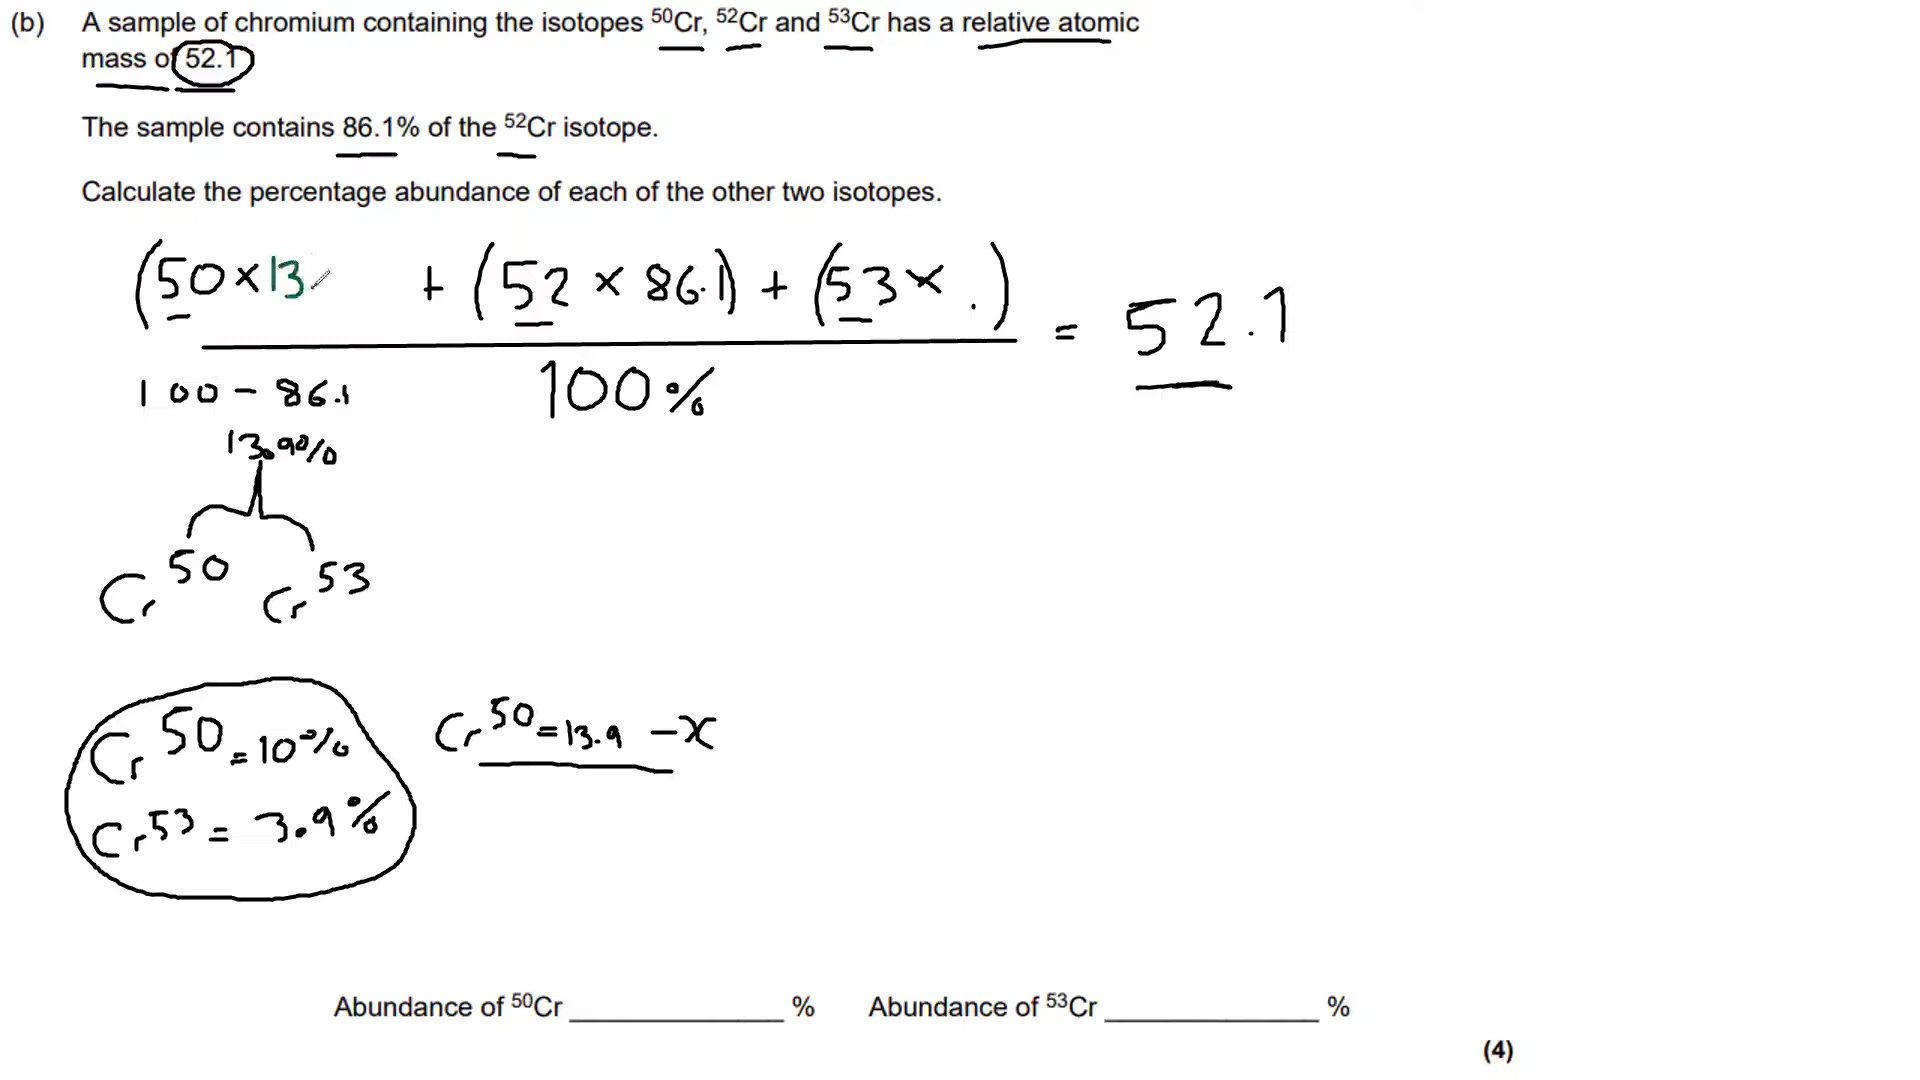 (b) A sample of chromium containing the isotopes ⁵⁰Cr, ⁵²Cr and ⁵³Cr has a relative atomic
mass of 52.1
The sample contains 86.1% of the ⁵²Cr isotope.
Calculate the percentage abundance of each of the other two isotopes.
(50 × 13. + (52 × 86.1) + (53 × .)
= 52.1
100 - 86.1
100%
13.9%
Cr⁵⁰ Cr⁵³
Cr⁵⁰ = 10%
Cr⁵⁰ = 13.9 - x
Cr⁵³ = 3.9%
Abundance of ⁵⁰Cr ______________ % Abundance of ⁵³Cr ______________ %
(4)